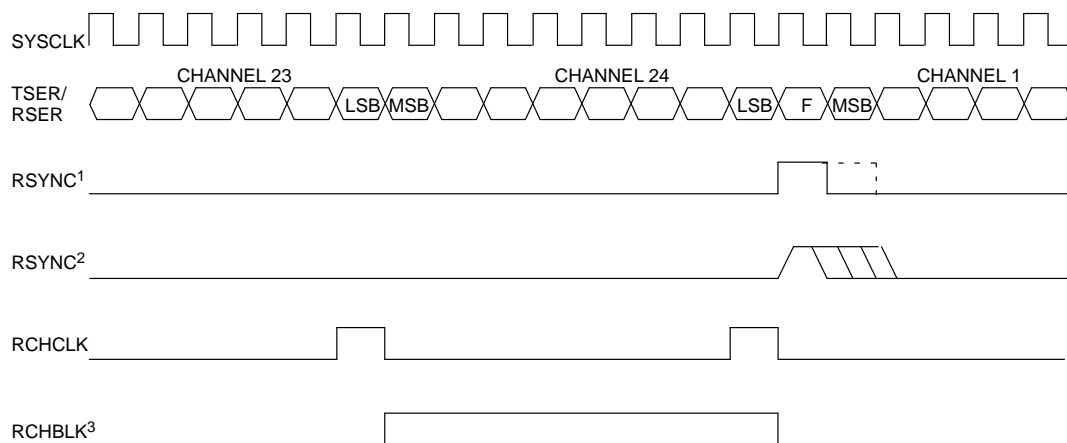 SYSCLK
CHANNEL 23 CHANNEL 24 CHANNEL 1
TSER/
RSER
LSB MSB LSB F MSB
RSYNC1
RSYNC2
RCHCLK
RCHBLK3